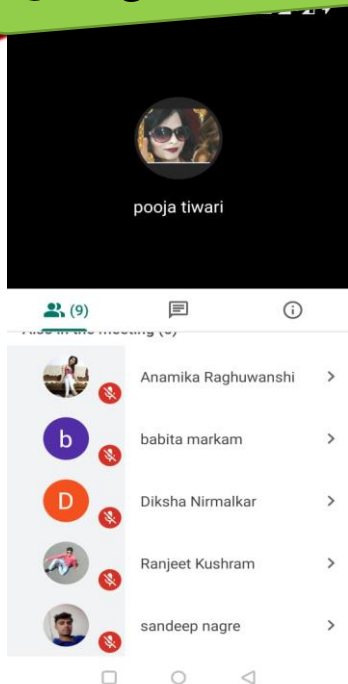 pooja tiwari
(9)
Anamika Raghuwanshi
b
babita markam
D
Diksha Nirmalkar
Ranjeet Kushram
sandeep nagre